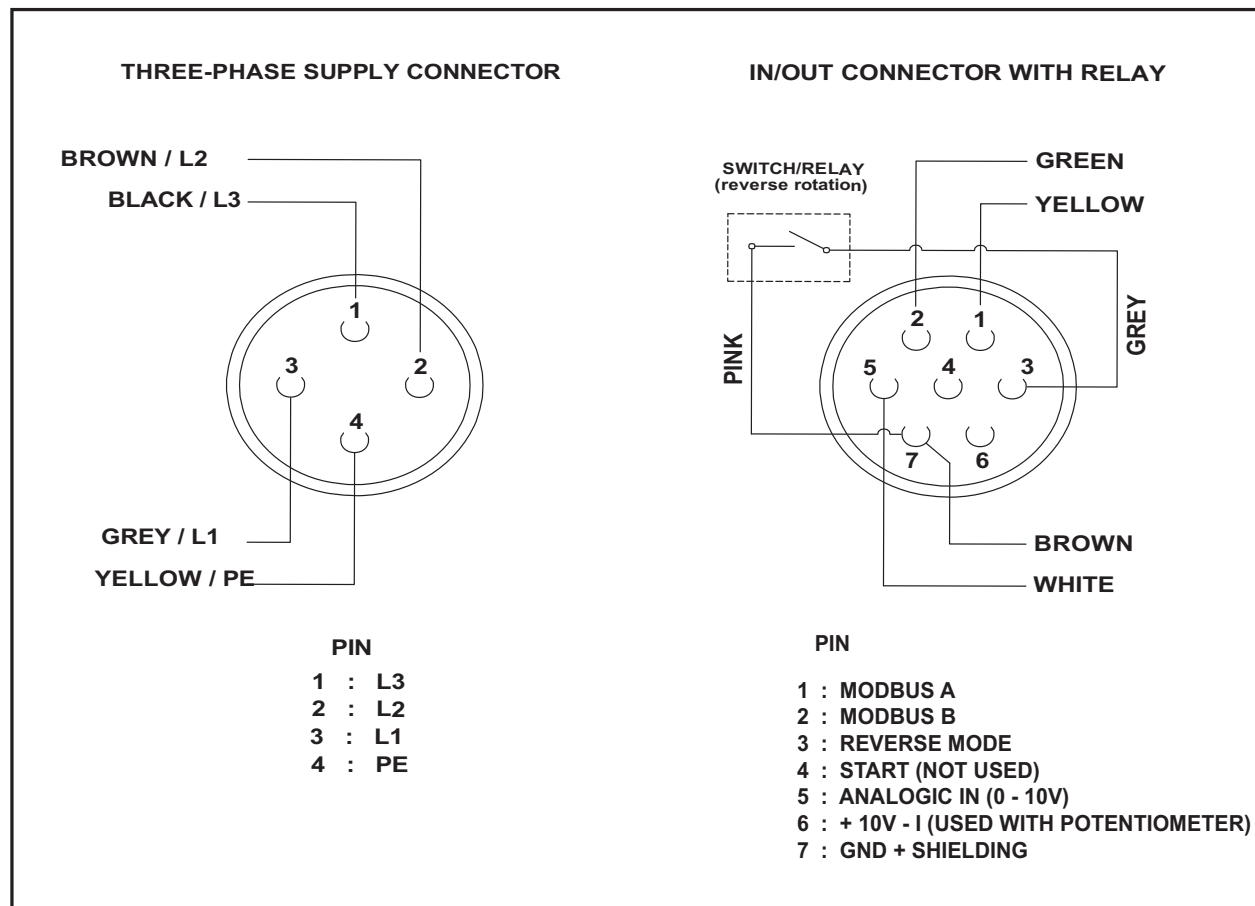 THREE-PHASE SUPPLY CONNECTOR
BROWN / L2
BLACK / L3
1
3
2
4
GREY / L1
YELLOW / PE
PIN
1 : L3
2 : L2
3 : L1
4 : PE
IN/OUT CONNECTOR WITH RELAY
SWITCH/RELAY
(reverse rotation)
GREEN
YELLOW
PINK
GREY
2
1
5
4
3
7
6
BROWN
WHITE
PIN
1 : MODBUS A
2 : MODBUS B
3 : REVERSE MODE
4 : START (NOT USED)
5 : ANALOGIC IN (0 - 10V)
6 : + 10V - I (USED WITH POTENTIOMETER)
7 : GND + SHIELDING